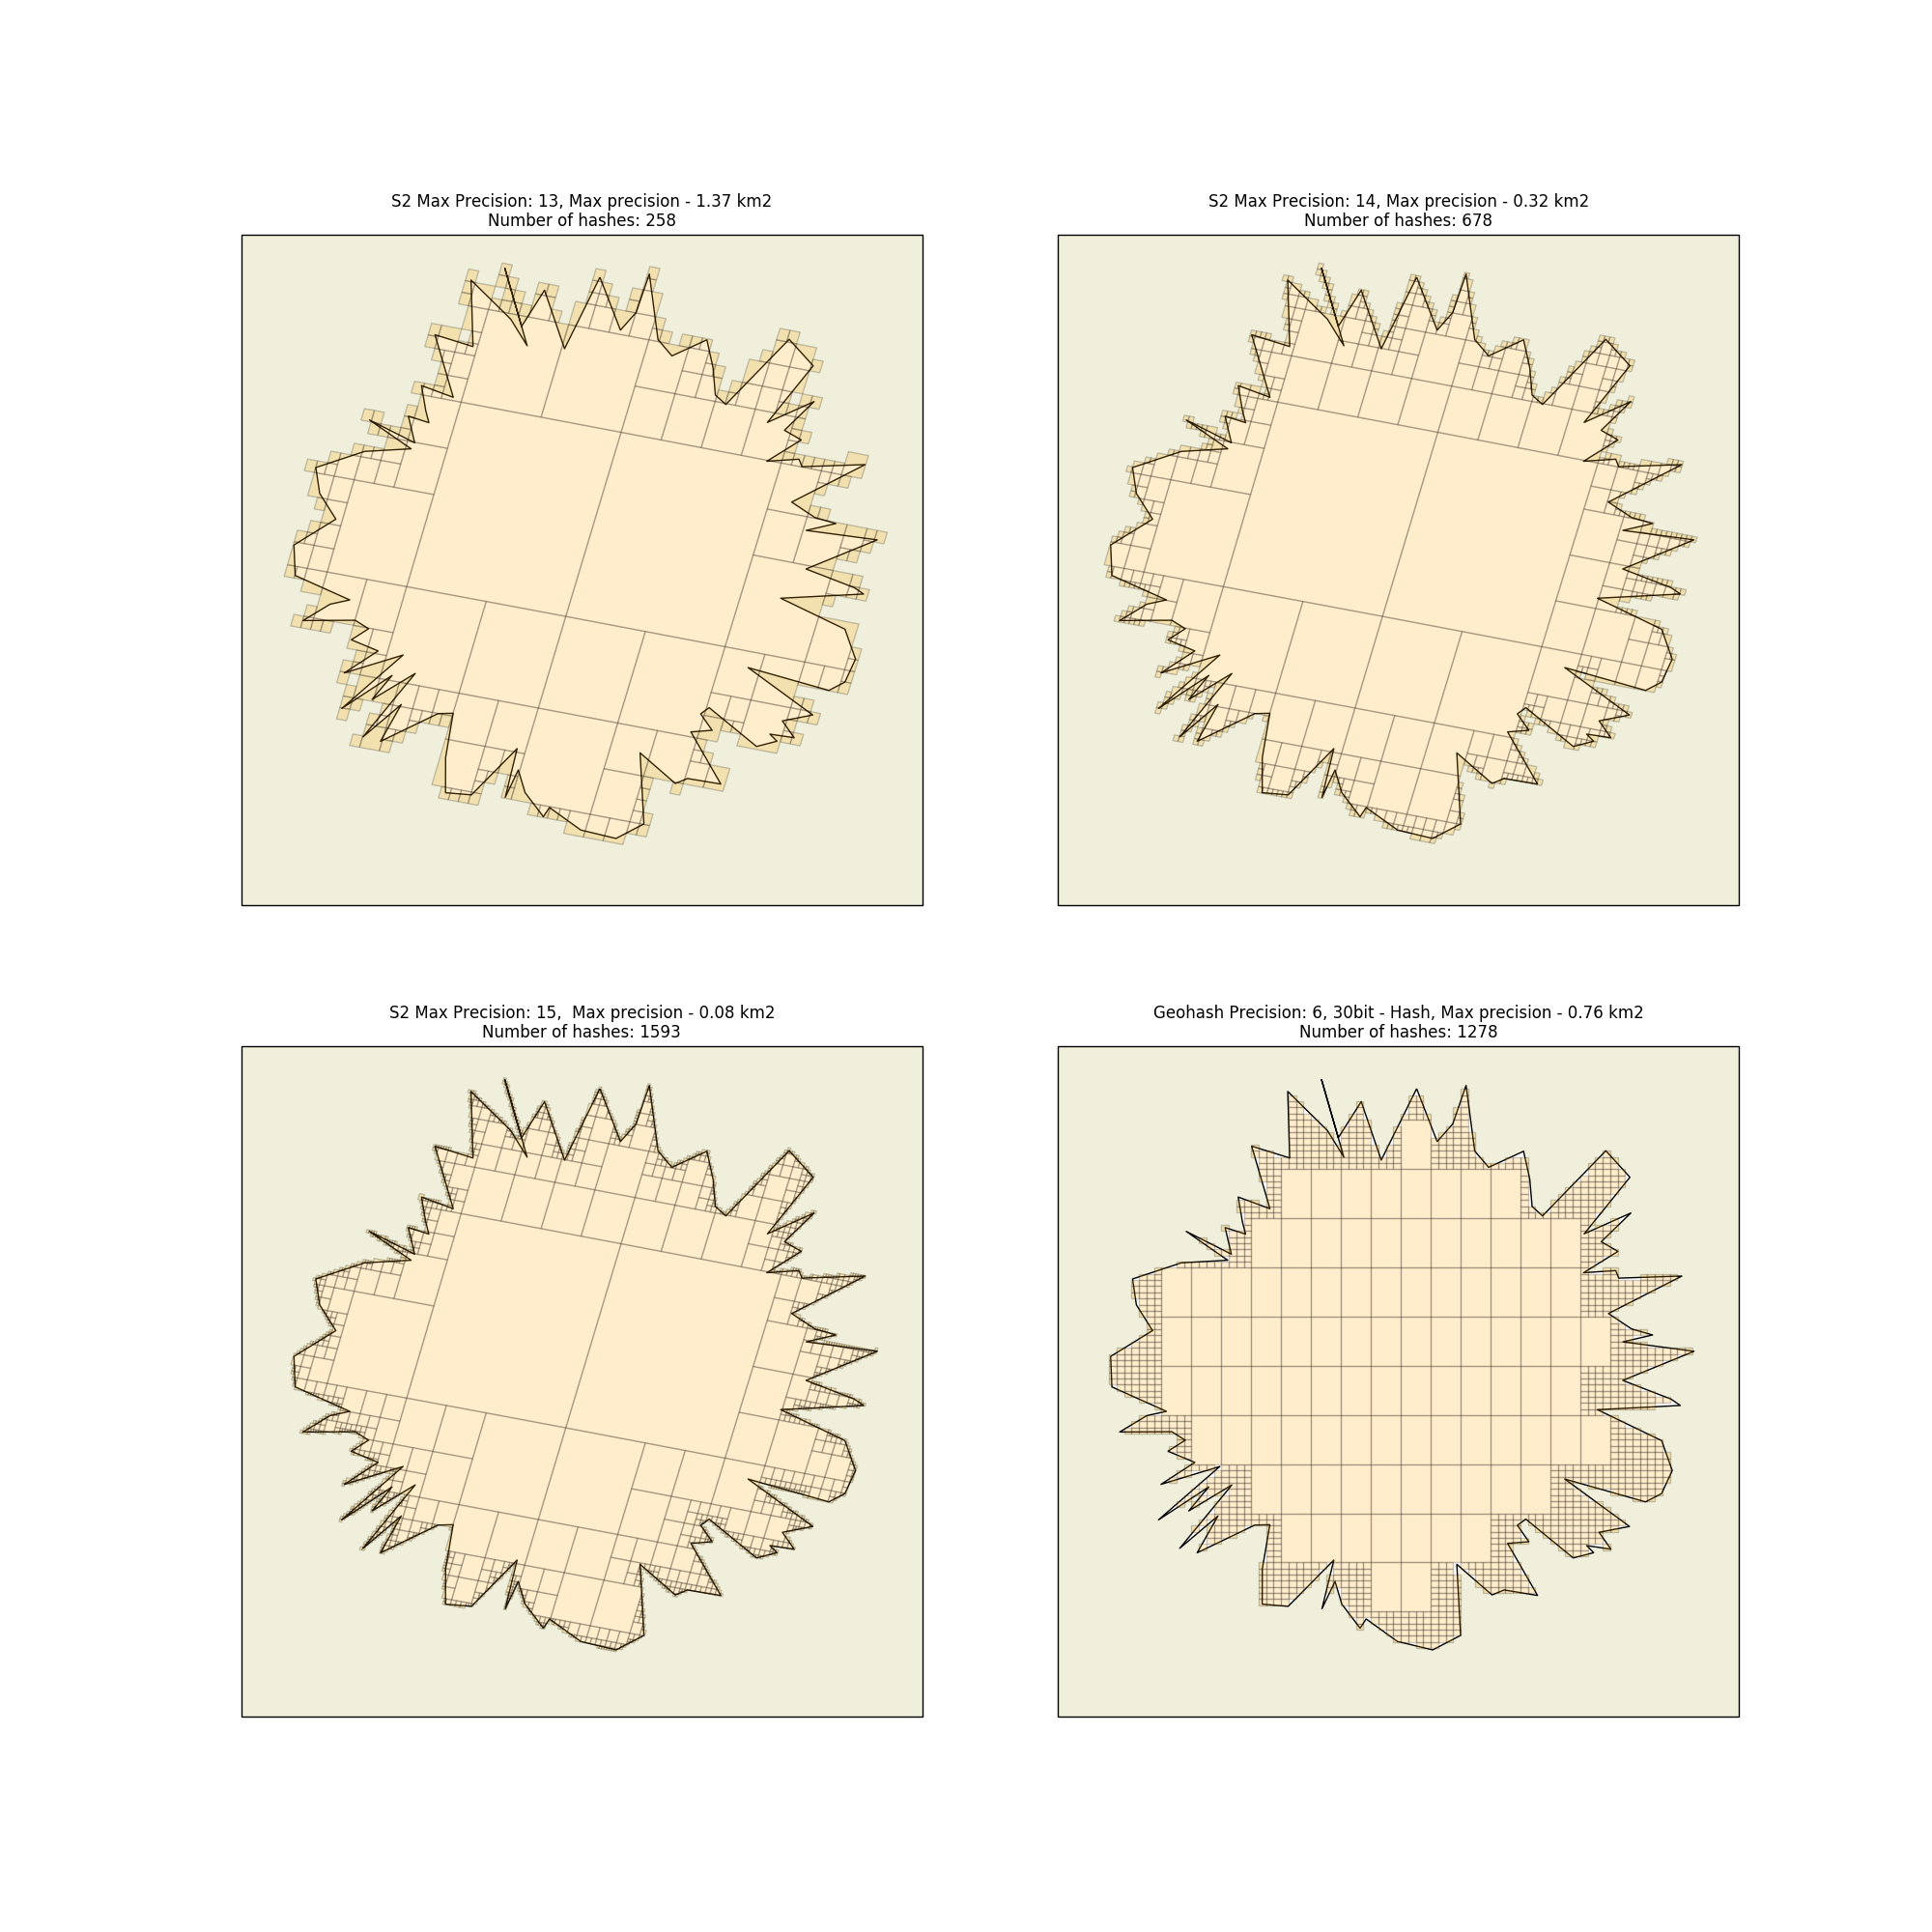 S2 Max Precision: 13, Max precision - 1.37 km2
Number of hashes: 258
S2 Max Precision: 14, Max precision - 0.32 km2
Number of hashes: 678
S2 Max Precision: 15,  Max precision - 0.08 km2
Number of hashes: 1593
Geohash Precision: 6, 30bit - Hash, Max precision - 0.76 km2
Number of hashes: 1278